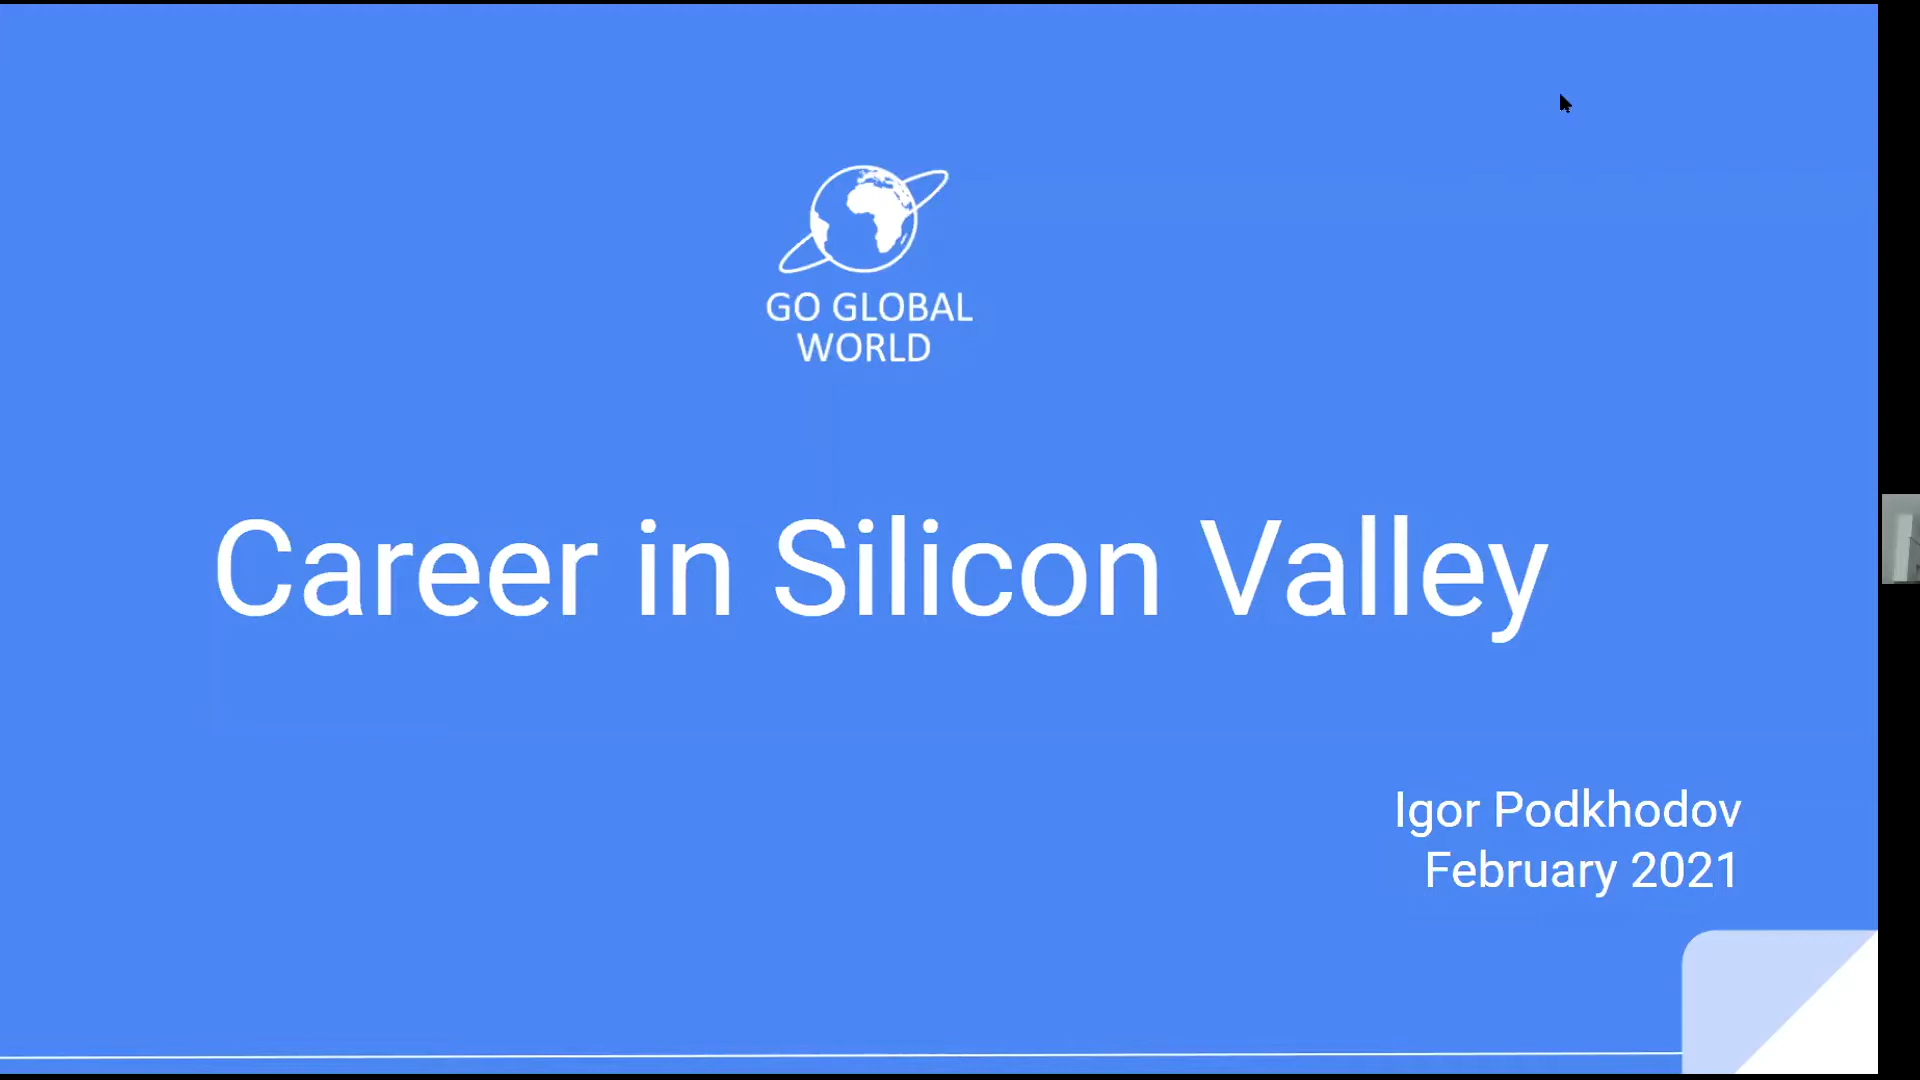 GO GLOBAL
WORLD
Career in Silicon Valley
Igor Podkhodov
February 2021